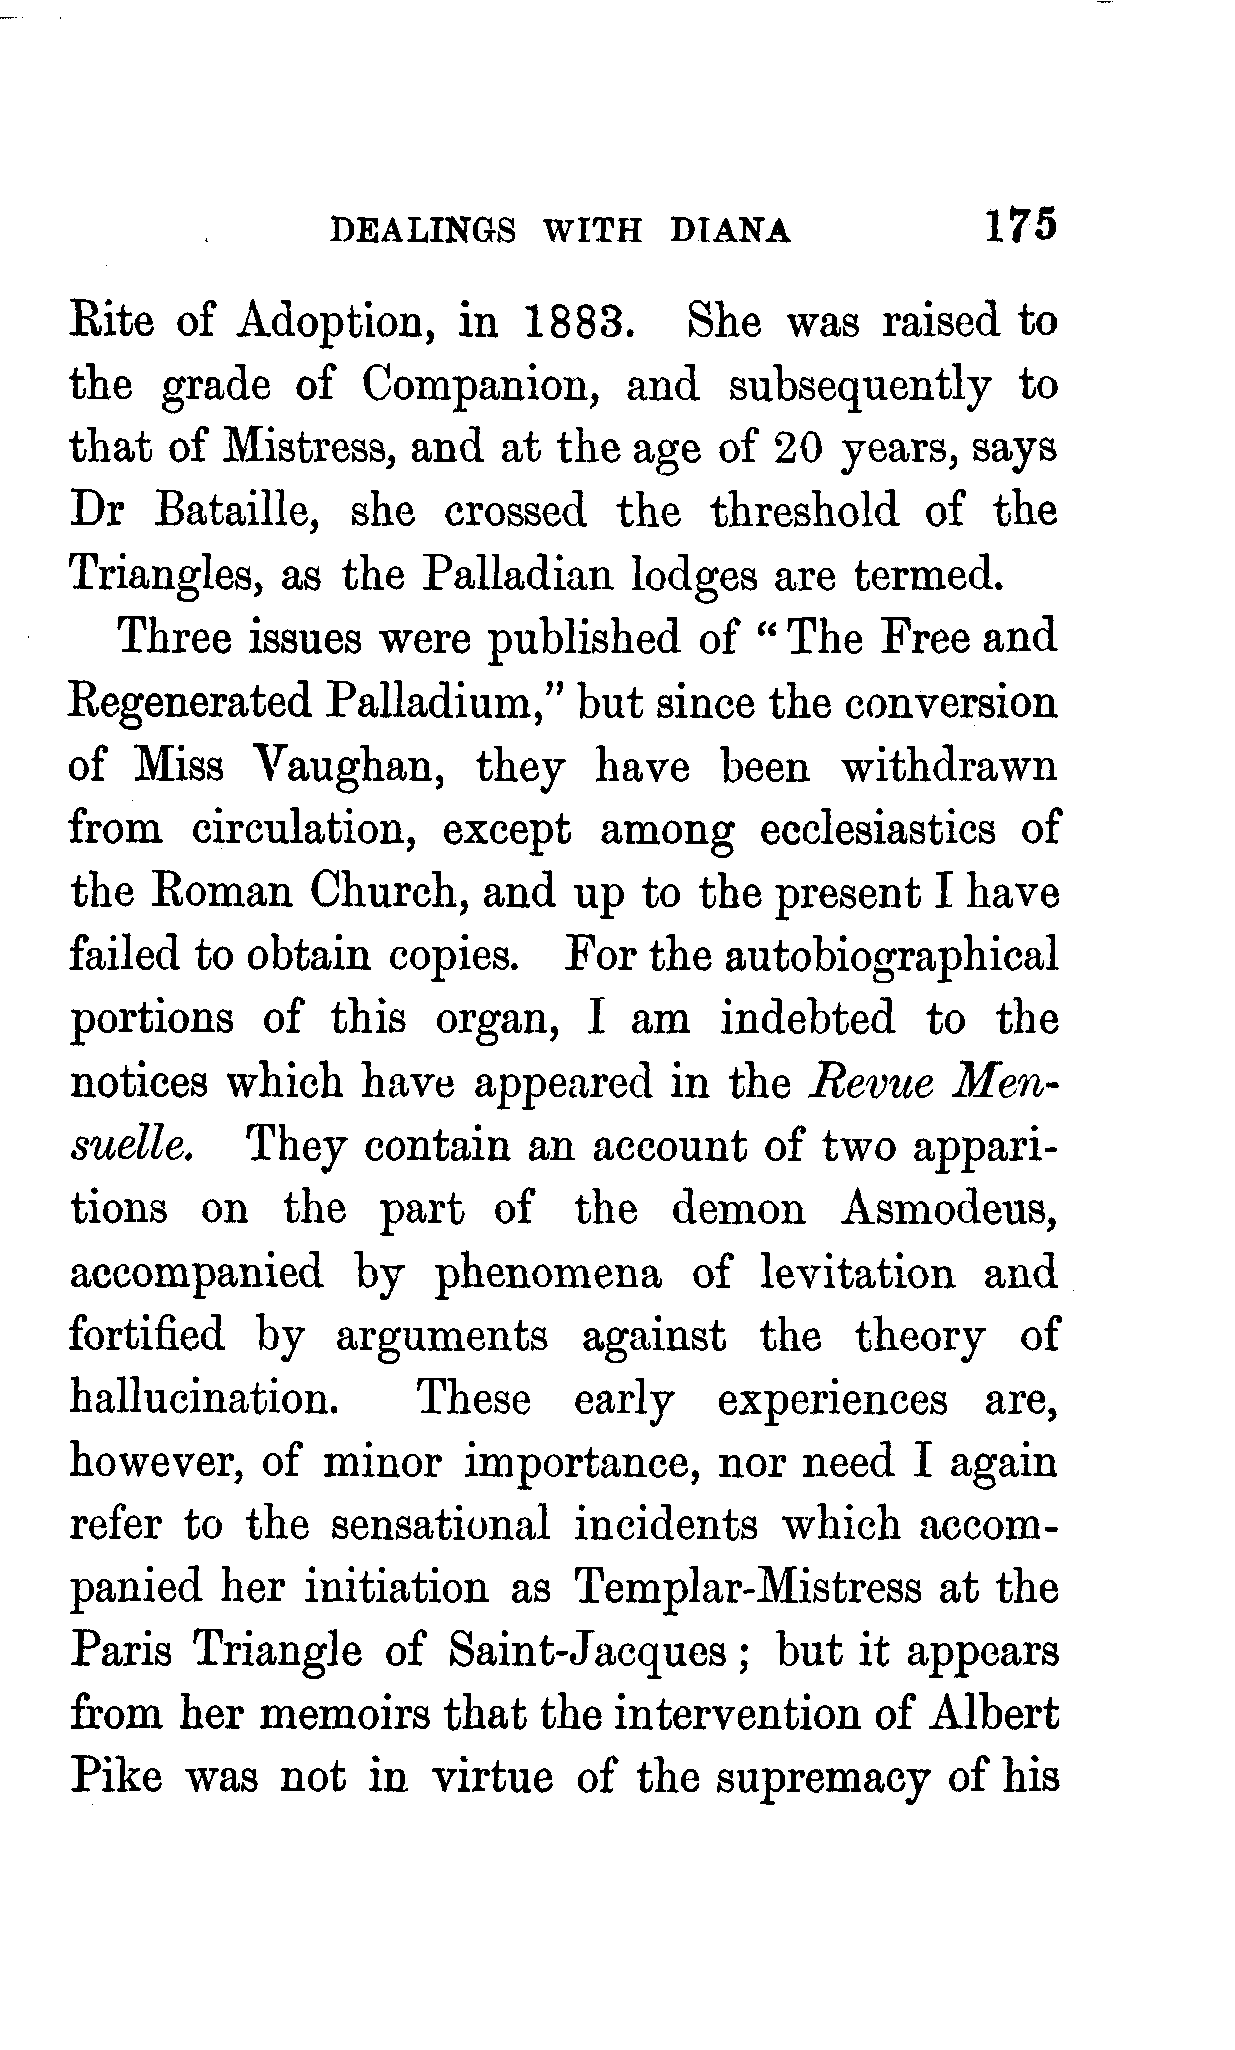 DEALINGS WITH DIANA 175
Rite of Adoption, in 1883. She was raised to
the grade of Companion, and subsequently to
that of Mistress, and at the age of 20 years, says
Dr Bataille, she crossed the threshold of the
Triangles, as the Palladian lodges are termed.
Three issues were published of “ The Free and
Regenerated Palladium,” but since the conversion
of Miss Vaughan, they have been withdrawn
from circulation, except among ecclesiastics of
the Roman Church, and up to the present I have
failed to obtain copies. For the autobiographical
portions of this organ, I am indebted to the
notices which have appeared in the Revue Men-
suelle. They contain an account of two appari-
tions on the part of the demon Asmodeus,
accompanied by phenomena of levitation and
fortified by arguments against the theory of
hallucination. These early experiences are,
however, of minor importance, nor need I again
refer to the sensational incidents which accom-
panied her initiation as Templar-Mistress at the
Paris Triangle of Saint-Jacques ; but it appears
from her memoirs that the intervention of Albert
Pike was not in virtue of the supremacy of his